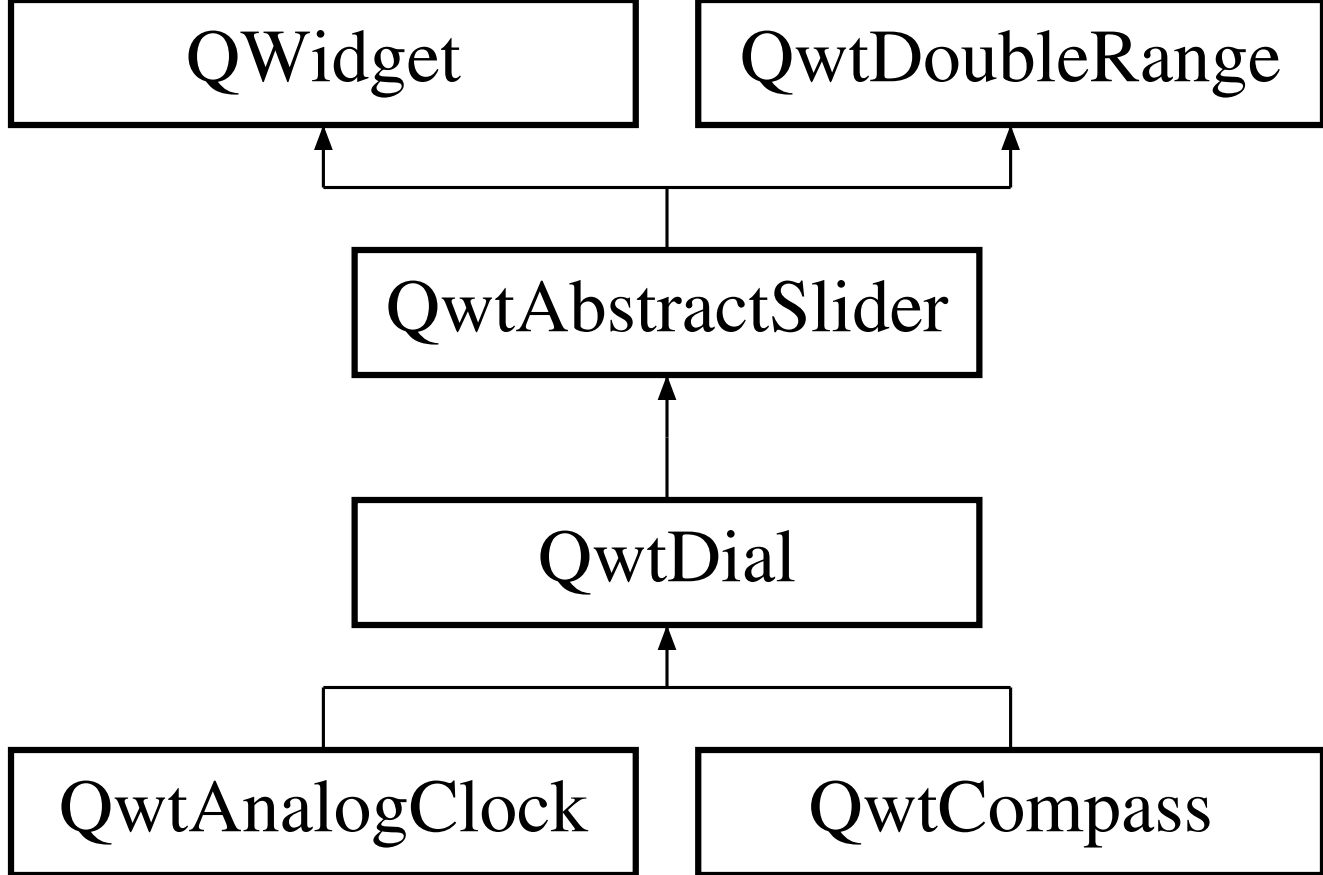 QWidget
QwtDoubleRange
QwtAbstractSlider
QwtDial
QwtAnalogClock
QwtCompass